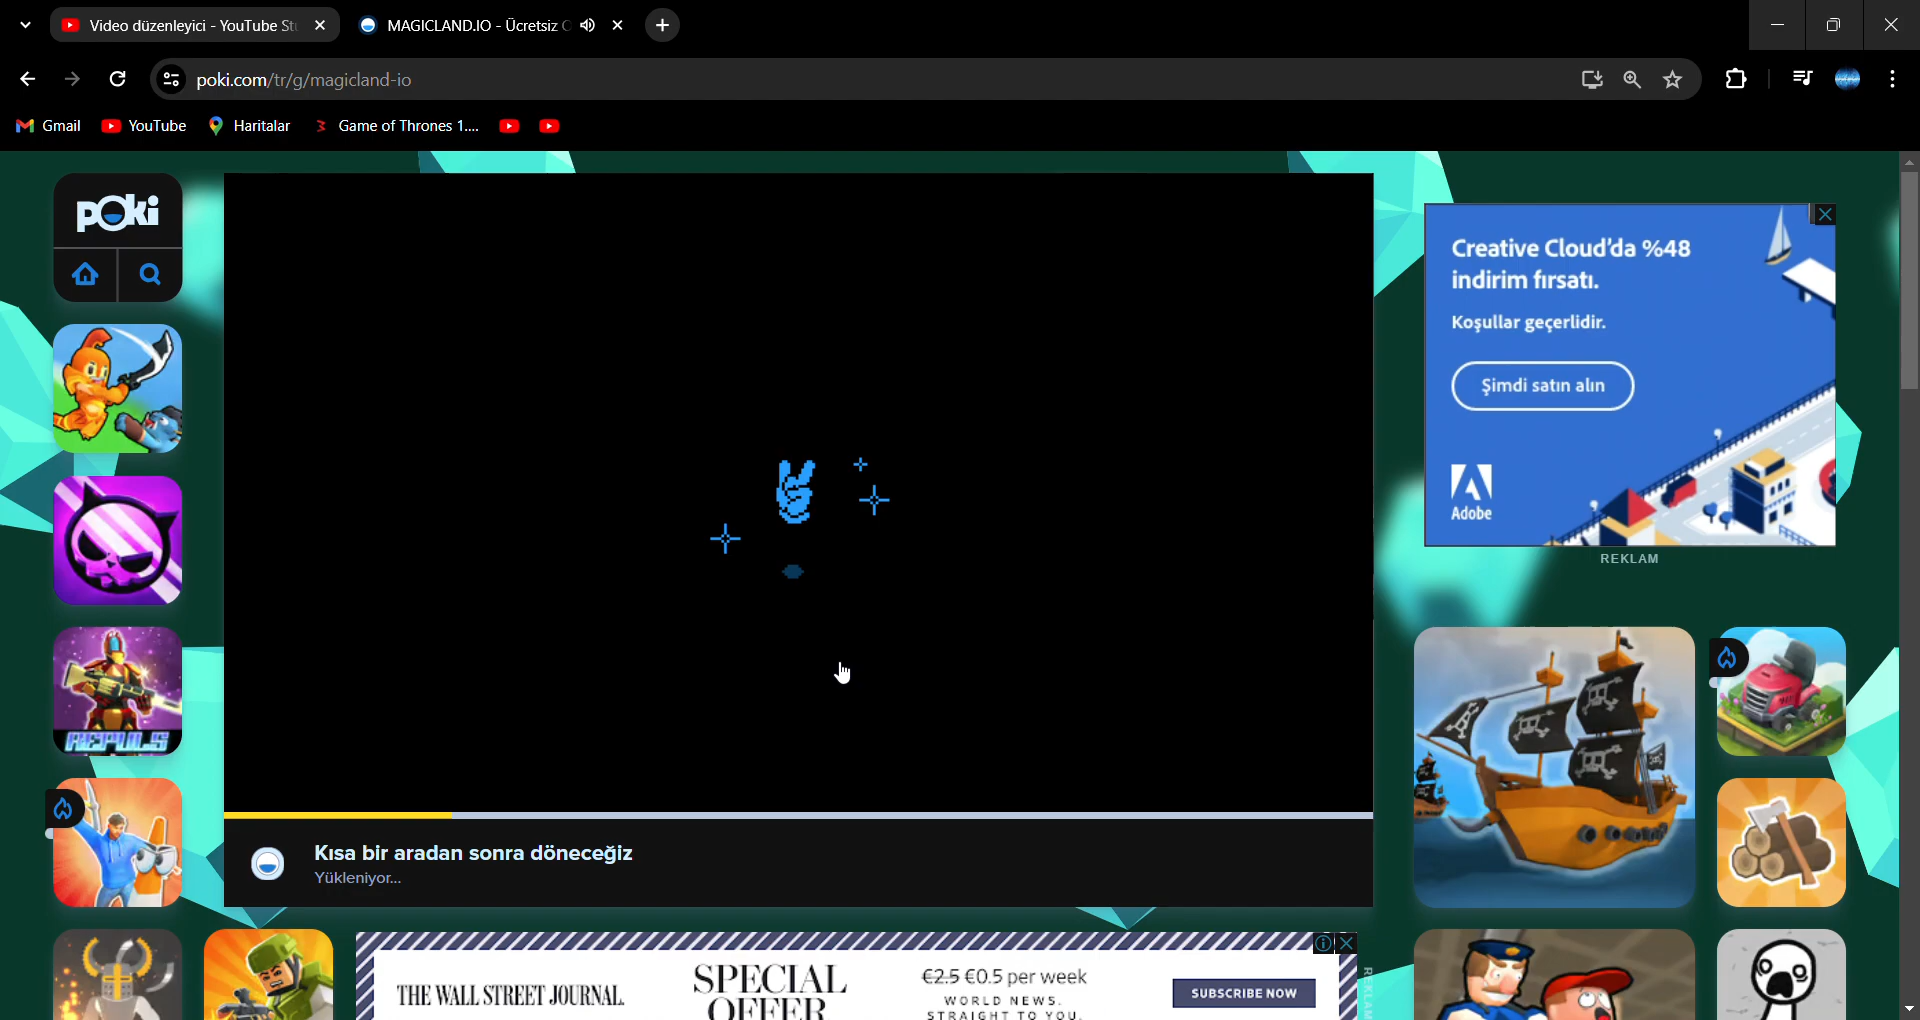 Video düzenleyici - YouTube St
MAGICLAND.IO - Ücretsiz
poki.com/tr/g/magicland-io
Gmail
YouTube
Haritalar
Game of Thrones 1....
poki
Creative Cloud'da %48
indirim fırsatı.
Koşullar geçerlidir.
Şimdi satın alın
Adobe
REKLAM
REPULS
Kısa bir aradan sonra döneceğiz
Yükleniyor...
THE WALL STREET JOURNAL.
SPECIAL
OFFER
€2.5 €0.5 per week
WORLD NEWS.
STRAIGHT TO YOU.
SUBSCRIBE NOW
REKLAM